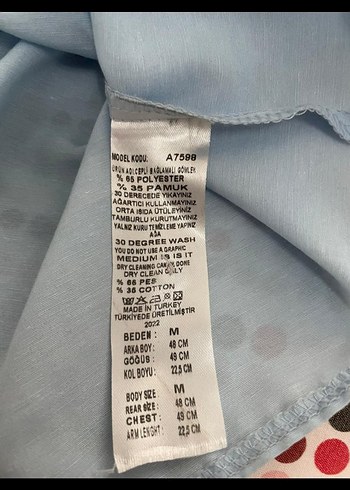 MODEL KODU: A7598
ÜRÜN ADI:CEPLİ BAĞLAMALI GÖMLEK
% 65 POLYESTER
% 35 PAMUK
30 DERECEDE YIKAYINIZ
AĞARTICI KULLANMAYINIZ
ORTA ISIDA ÜTÜLEYİNİZ
TAMBURLU KURUTMAYINIZ
YALNIZ KURU TEMİZLEME YAPINIZ
AĞA
30 DEGREE WASH
YOU DO NOT USE A GRAPHIC
MEDIUM IS IT
DRY CLEANING CAN DONE
DRY CLEAN ONLY
% 65 PES
% 35 COTTON
MADE IN TURKEY
TÜRKİYEDE ÜRETİLMİŞTİR
2022
BEDEN : M
ARKA BOY : 48 CM
GÖĞÜS : 49 CM
KOL BOYU : 22,5 CM
BODY SIZE : M
REAR SIZE : 48 CM
CHEST : 49 CM
ARM LENGHT : 22,5 CM